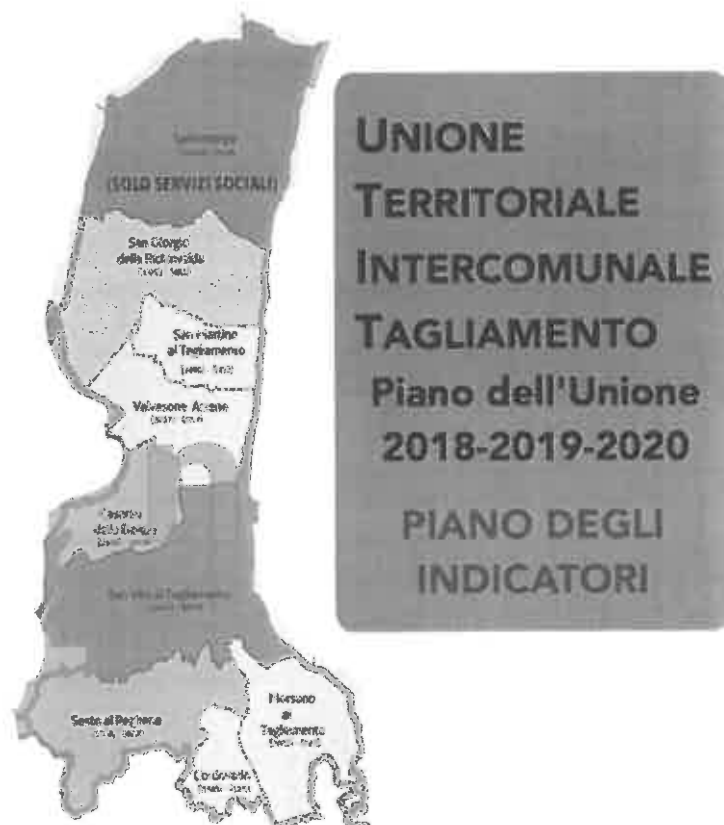 (SOLO SERVIZI SOCIALI)
San Giorgio
della Richinvelda
San Martino
al Tagliamento
Valvasone Arzene
Casarsa
della Delizia
San Vito al Tagliamento
Sesto al Reghena
Morsano
al
Tagliamento
Cordovado
UNIONE
TERRITORIALE
INTERCOMUNALE
TAGLIAMENTO
Piano dell'Unione
2018-2019-2020
PIANO DEGLI
INDICATORI